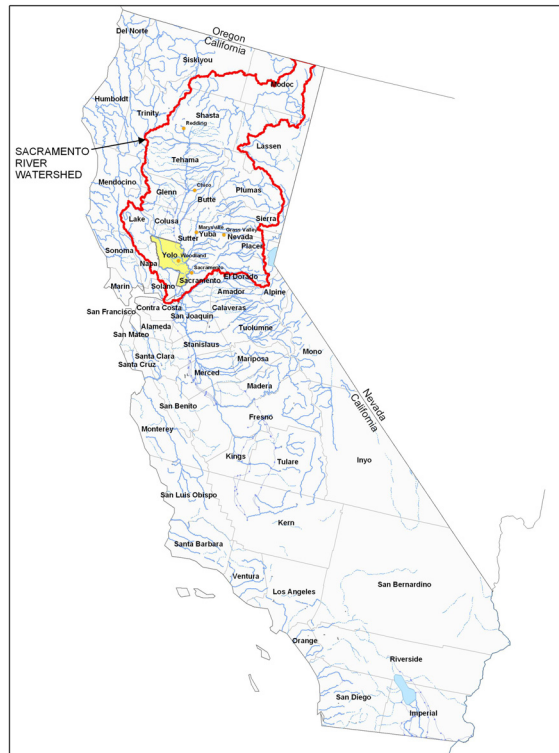 Del Norte
Oregon
California
Siskiyou
Modoc
Humboldt
Trinity
Shasta
Redding
SACRAMENTO
RIVER
WATERSHED
Lassen
Tehama
Mendocino
Glenn
Chico
Butte
Plumas
Lake
Colusa
Sierra
Marysville
Grass Valley
Sutter
Yuba
Nevada
Placer
Sonoma
Yolo
Woodland
Napa
Sacramento
Sacramento
El Dorado
Marin
Solano
Amador
Alpine
San Francisco
Contra Costa
Calaveras
San Joaquin
Alameda
Tuolumne
San Mateo
Stanislaus
Mono
Santa Clara
Mariposa
Santa Cruz
Merced
Madera
Nevada
California
San Benito
Fresno
Monterey
Kings
Tulare
Inyo
San Luis Obispo
Kern
Santa Barbara
Ventura
Los Angeles
San Bernardino
Orange
Riverside
San Diego
Imperial